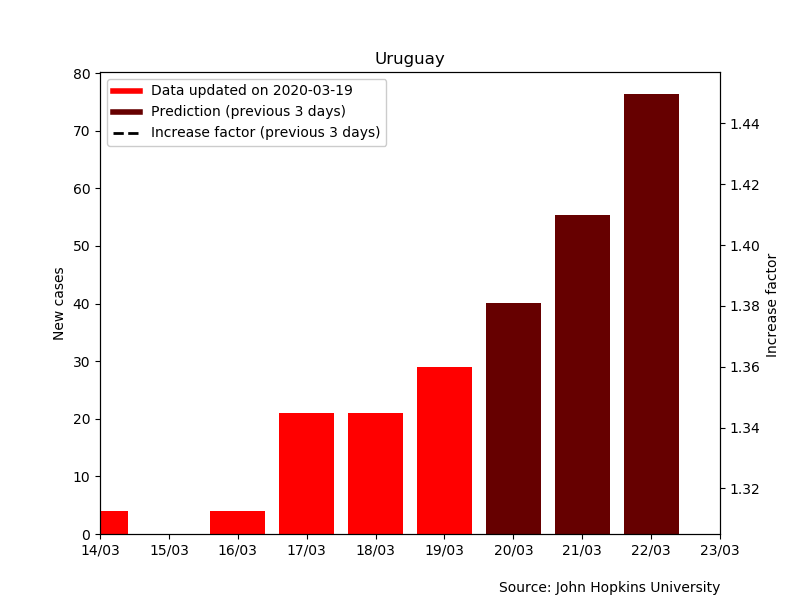 Uruguay
Data updated on 2020-03-19
Prediction (previous 3 days)
Increase factor (previous 3 days)
New cases
80
70
60
50
40
30
20
10
0
1.44
1.42
1.40
1.38
1.36
1.34
1.32
Increase factor
14/03 15/03 16/03 17/03 18/03 19/03 20/03 21/03 22/03 23/03
Source: John Hopkins University